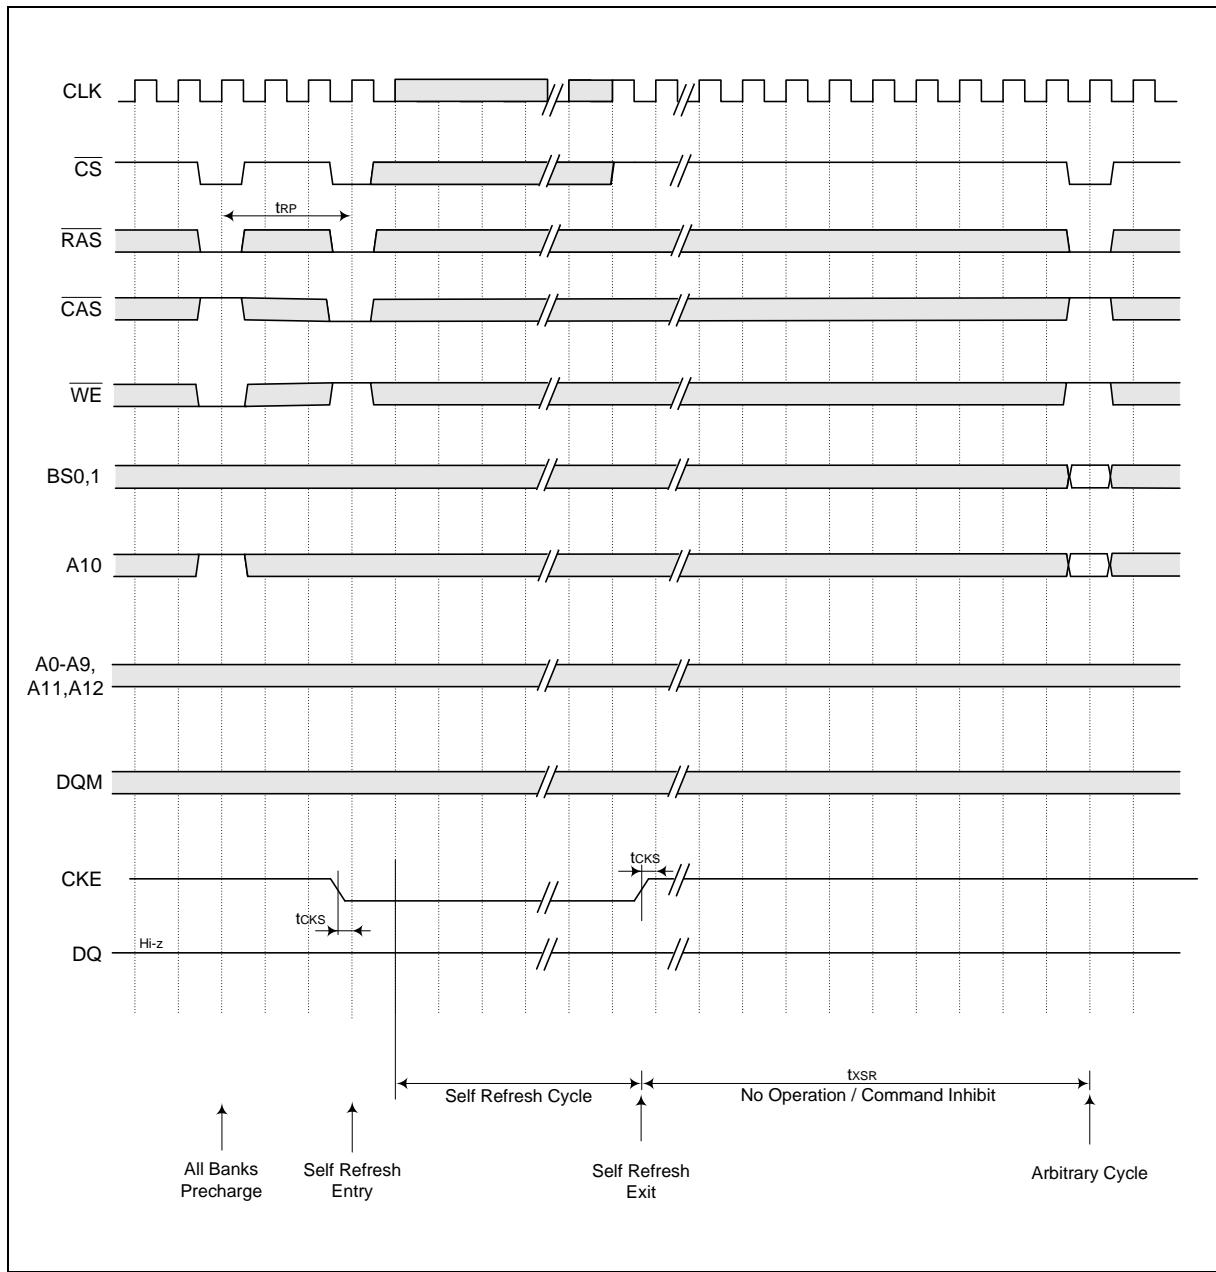 CLK
CS
tRP
RAS
CAS
WE
BS0,1
A10
A0-A9,
A11,A12
DQM
tCKS
CKE
tCKS
Hi-z
DQ
tXSR
Self Refresh Cycle
No Operation / Command Inhibit
All Banks
Precharge
Self Refresh
Entry
Self Refresh
Exit
Arbitrary Cycle